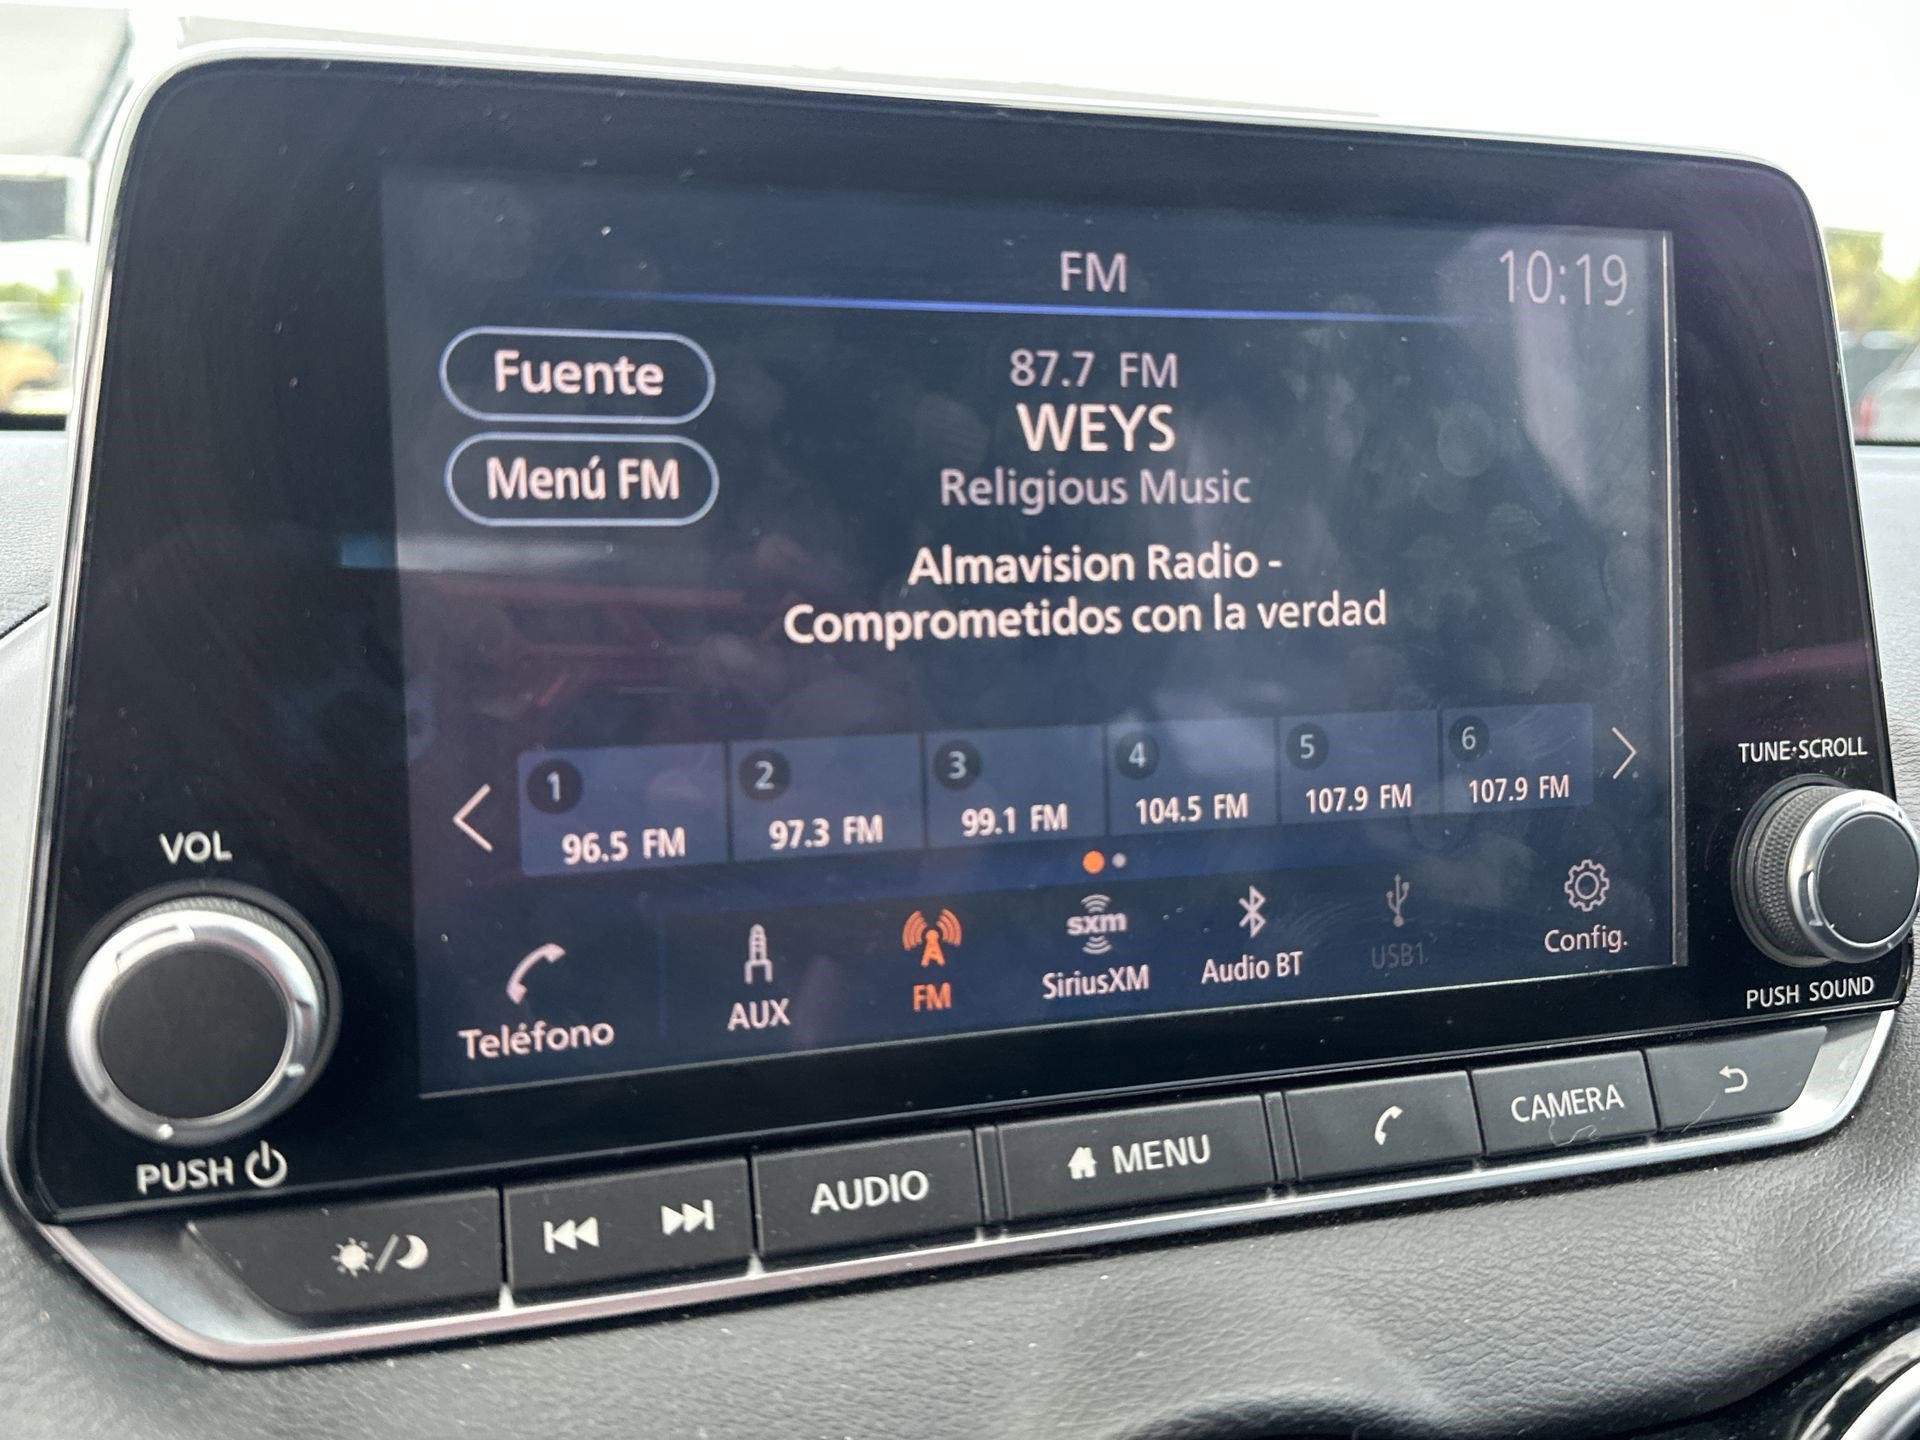 FM
10:19
Fuente
Menú FM
87.7 FM
WEYS
Religious Music
Almavision Radio -
Comprometidos con la verdad
1
96.5 FM
2
97.3 FM
3
99.1 FM
4
104.5 FM
5
107.9 FM
6
107.9 FM
Teléfono
AUX
FM
sxm
SiriusXM
Audio BT
USB1
Config.
VOL
PUSH
TUNE·SCROLL
PUSH SOUND
AUDIO
MENU
CAMERA